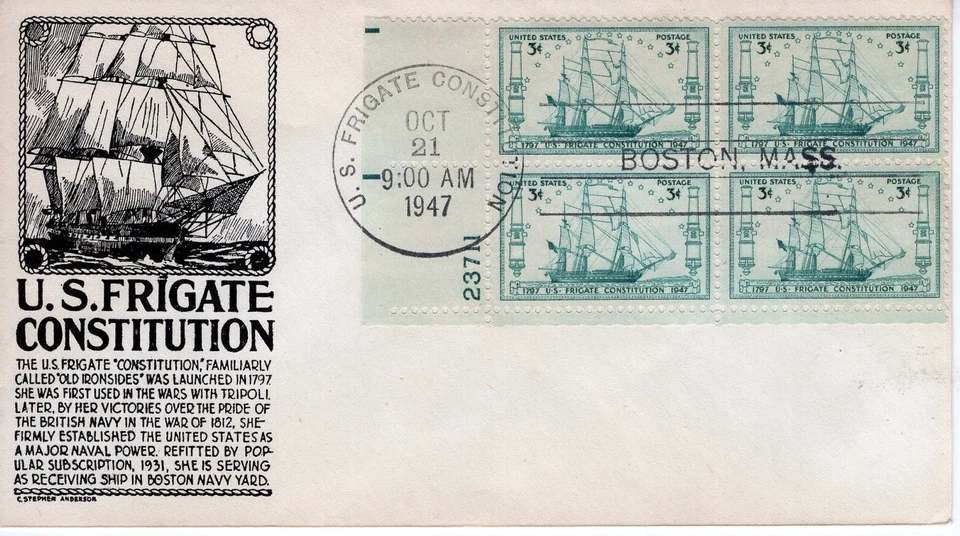 U.S. FRIGATE
CONSTITUTION
THE U.S. FRIGATE "CONSTITUTION," FAMILIARLY
CALLED "OLD IRONSIDES" WAS LAUNCHED IN 1797.
SHE WAS FIRST USED IN THE WARS WITH TRIPOLI.
LATER, BY HER VICTORIES OVER THE PRIDE OF
THE BRITISH NAVY IN THE WAR OF 1812, SHE
FIRMLY ESTABLISHED THE UNITED STATES AS
A MAJOR NAVAL POWER. REFITTED BY POP-
ULAR SUBSCRIPTION, 1931, SHE IS SERVING
AS RECEIVING SHIP IN BOSTON NAVY YARD.
C. STEPHEN ANDERSON
U. S. FRIGATE CONSTITUTION
OCT
21
9:00 AM
1947
BOSTON, MASS.
23711
UNITED STATES POSTAGE
3¢ 3¢
1797 U·S· FRIGATE CONSTITUTION 1947
UNITED STATES POSTAGE
3¢ 3¢
1797 U·S· FRIGATE CONSTITUTION 1947
UNITED STATES POSTAGE
3¢ 3¢
1797 U·S· FRIGATE CONSTITUTION 1947
UNITED STATES POSTAGE
3¢ 3¢
1797 U·S· FRIGATE CONSTITUTION 1947